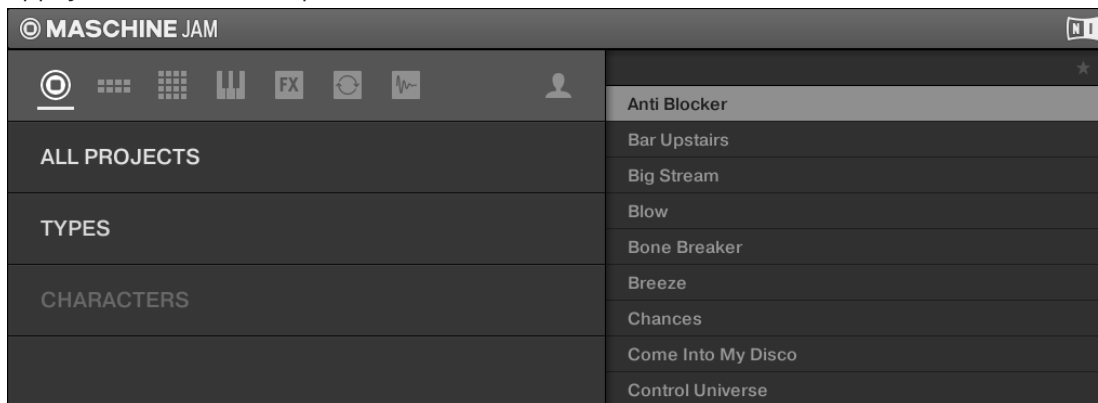 MASCHINE JAM
NI
FX
ALL PROJECTS
TYPES
CHARACTERS
Anti Blocker
Bar Upstairs
Big Stream
Blow
Bone Breaker
Breeze
Chances
Come Into My Disco
Control Universe